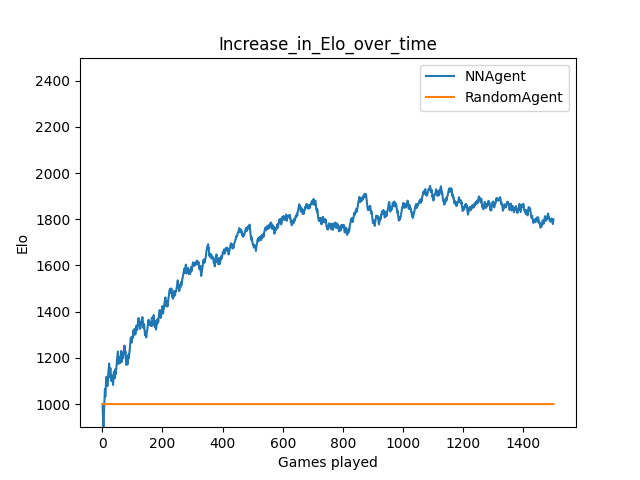 Increase_in_Elo_over_time
NNAgent
RandomAgent
2400
2200
2000
1800
1600
1400
1200
1000
Elo
0 200 400 600 800 1000 1200 1400
Games played